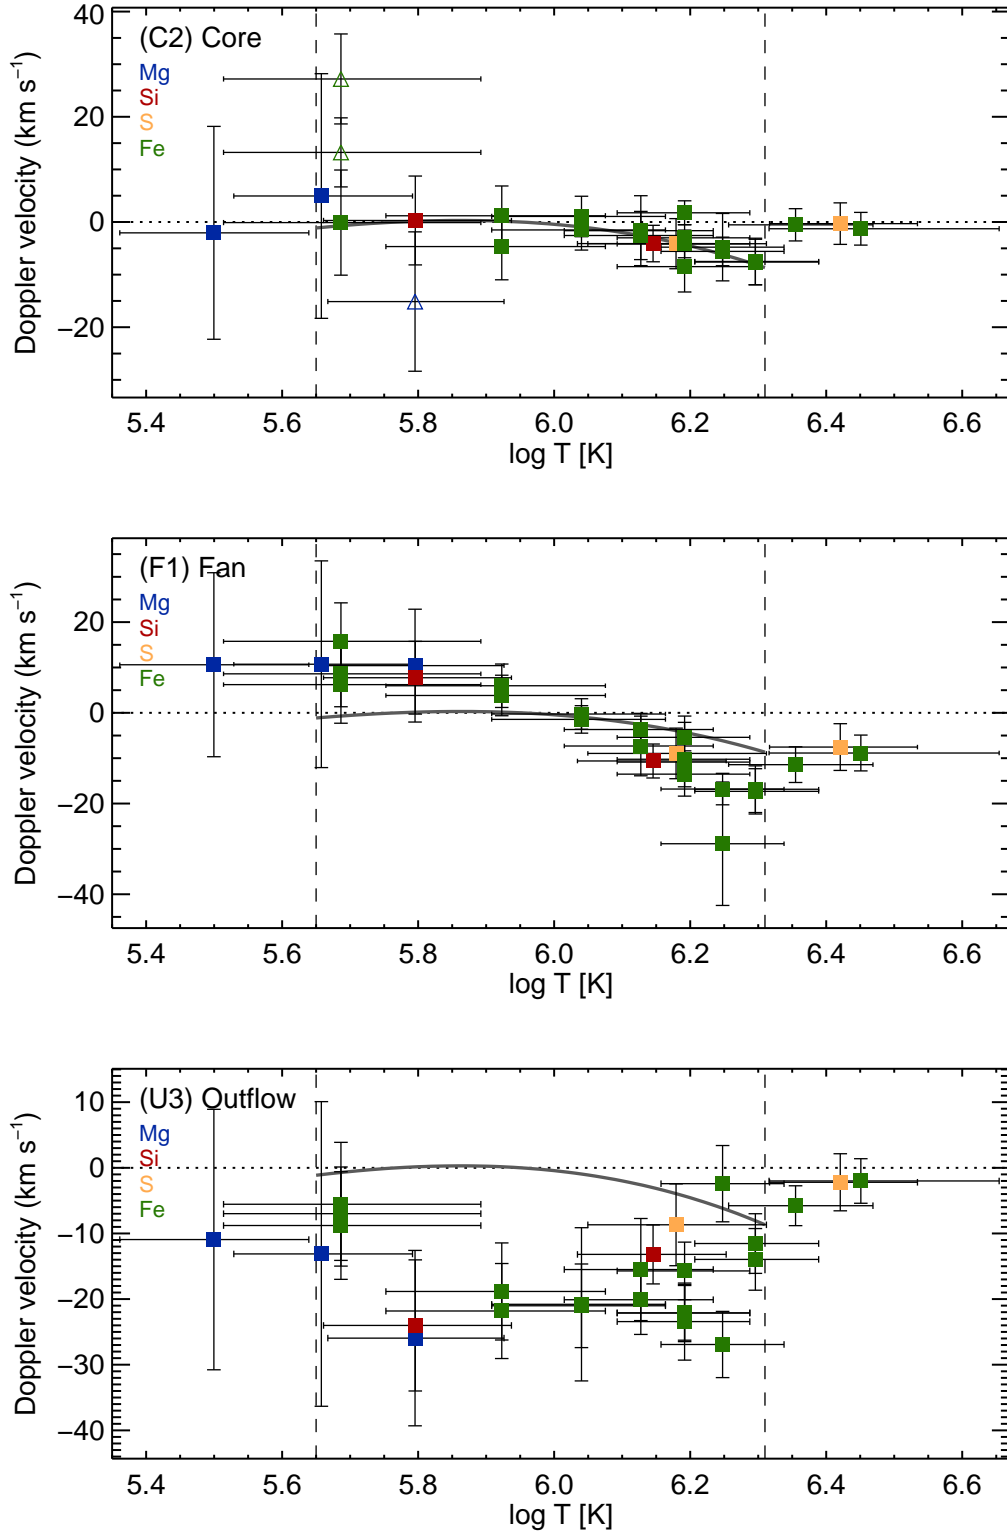 (C2) Core
Mg
Si
S
Fe
Doppler velocity (km s⁻¹)
40
20
0
−20
5.4 5.6 5.8 6.0 6.2 6.4 6.6
log T [K]
(F1) Fan
Mg
Si
S
Fe
Doppler velocity (km s⁻¹)
20
0
−20
−40
5.4 5.6 5.8 6.0 6.2 6.4 6.6
log T [K]
(U3) Outflow
Mg
Si
S
Fe
Doppler velocity (km s⁻¹)
10
0
−10
−20
−30
−40
5.4 5.6 5.8 6.0 6.2 6.4 6.6
log T [K]